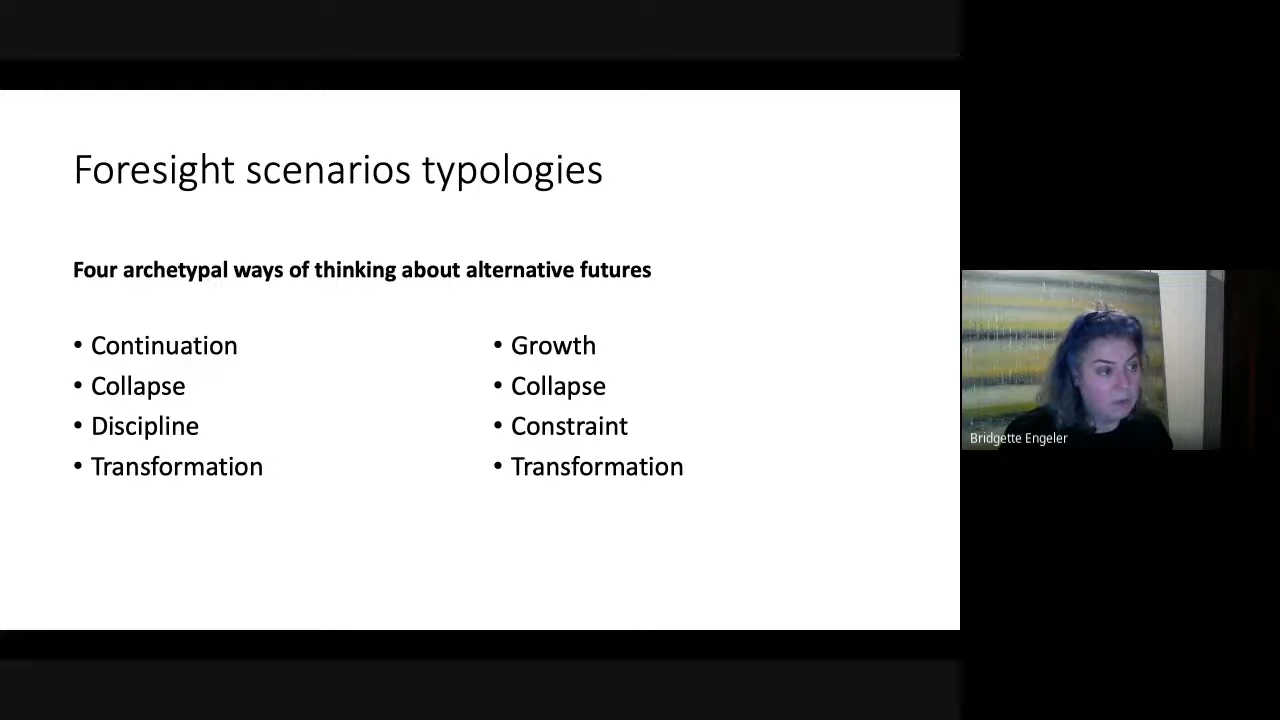 Foresight scenarios typologies
Four archetypal ways of thinking about alternative futures
• Continuation
• Collapse
• Discipline
• Transformation
• Growth
• Collapse
• Constraint
• Transformation
Bridgette Engeler